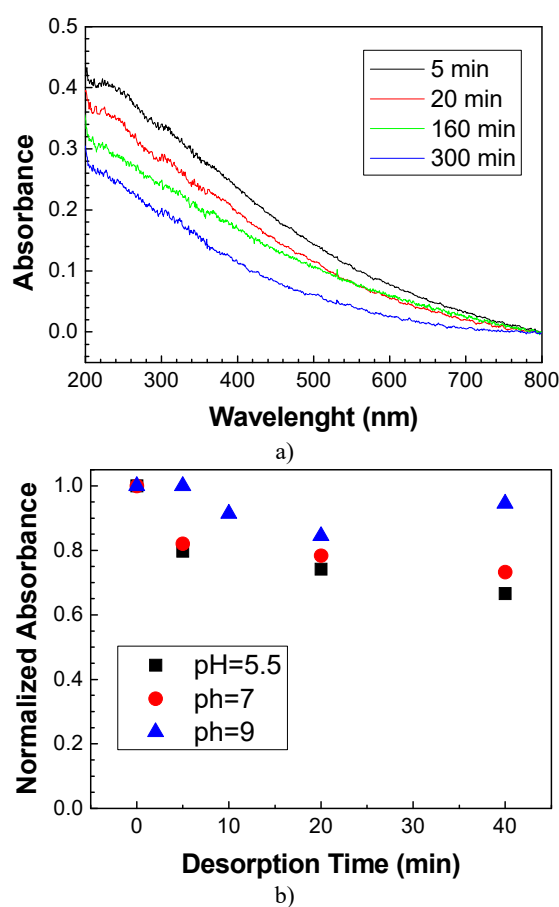 0.5
0.4
0.3
0.2
0.1
0.0
Absorbance
5 min
20 min
160 min
300 min
200 300 400 500 600 700 800
Wavelenght (nm)
a)
1.0
0.8
0.6
0.4
0.2
0.0
Normalized Absorbance
pH=5.5
ph=7
ph=9
0 10 20 30 40
Desorption Time (min)
b)